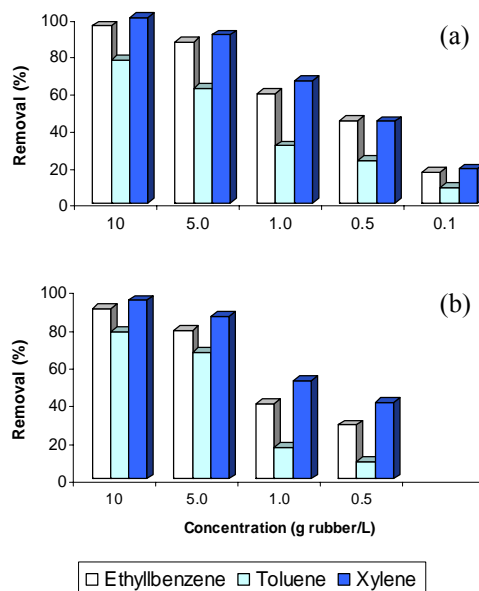 (a)
Removal (%)
100
80
60
40
20
0
10 5.0 1.0 0.5 0.1
(b)
Removal (%)
100
80
60
40
20
0
10 5.0 1.0 0.5
Concentration (g rubber/L)
Ethyllbenzene Toluene Xylene